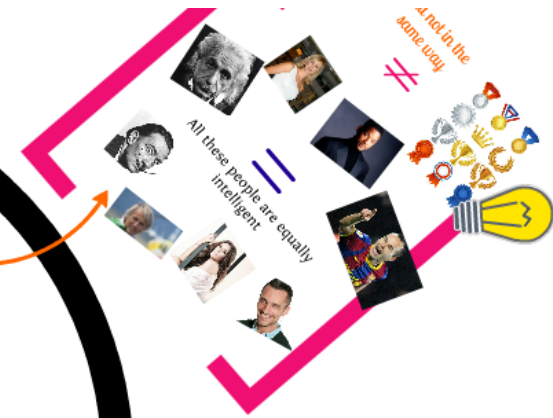 not in the
same way
All these people are equally
intelligent